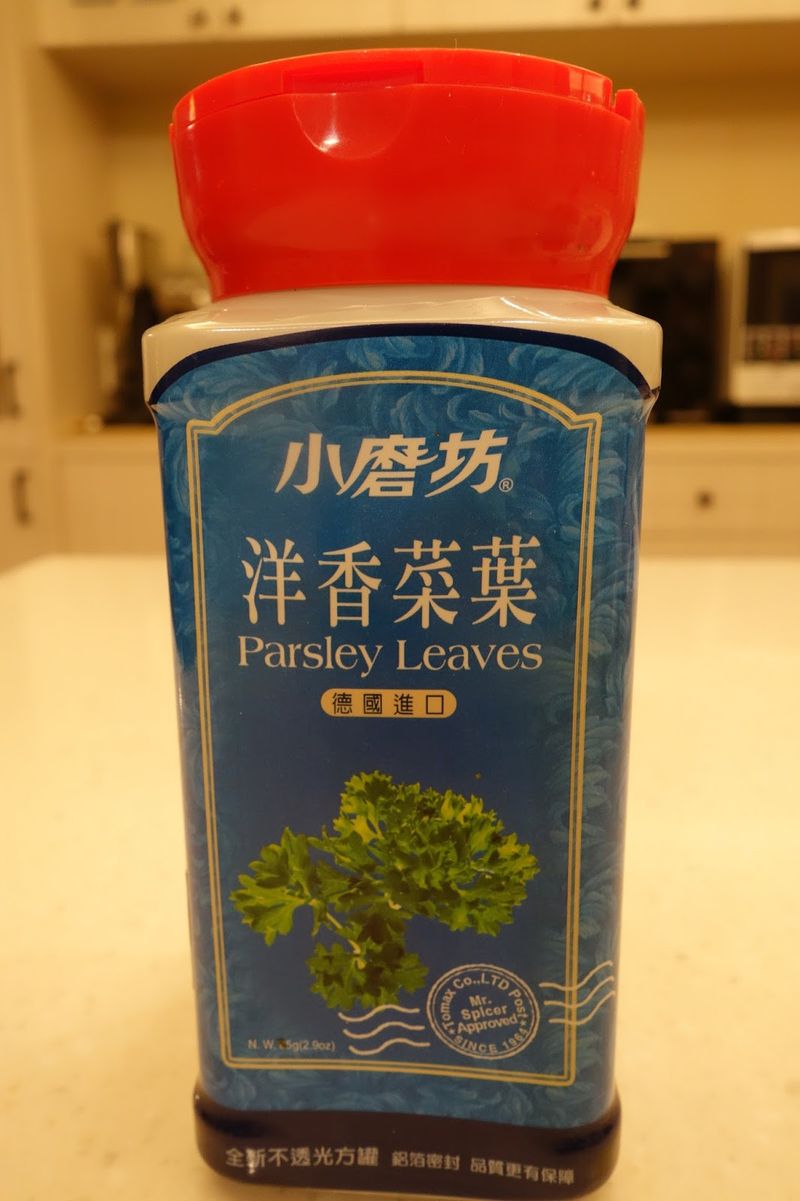 小磨坊®
洋香菜葉
Parsley Leaves
德國進口
Tomax Co.,LTD Post
Mr.
Spicer
Approved
★SINCE 1964★
N. W. 85g(2.9oz)
全新不透光方罐 鋁箔密封 品質更有保障